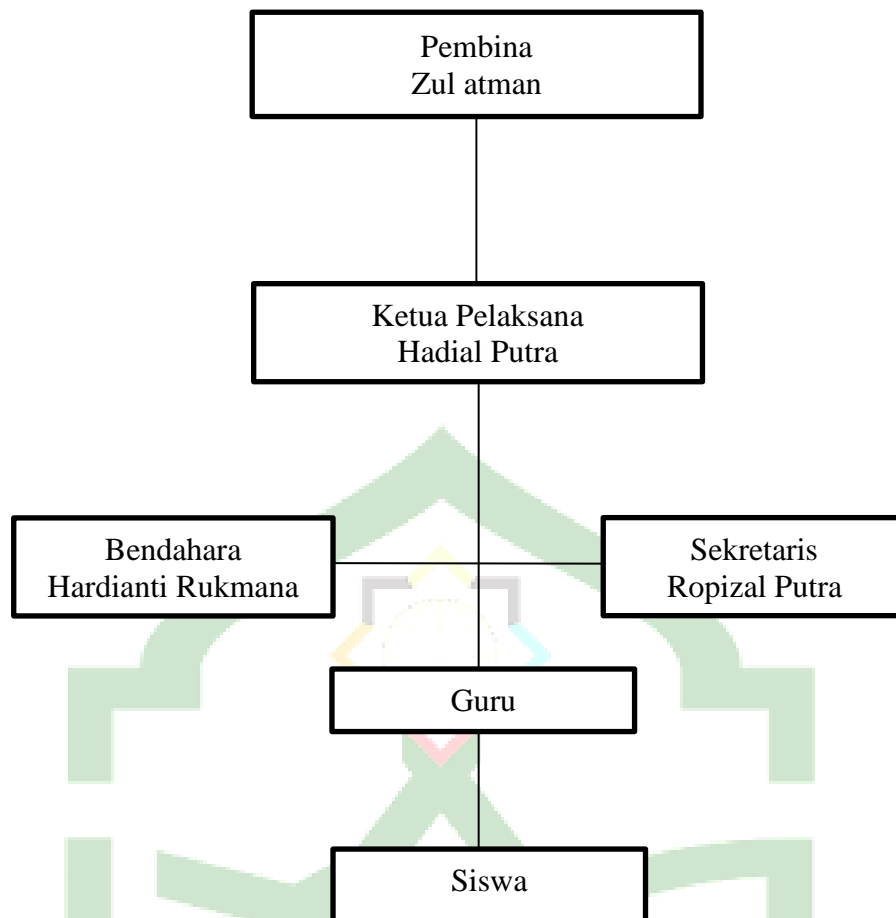 Pembina
Zul atman
Ketua Pelaksana
Hadial Putra
Bendahara
Hardianti Rukmana
Sekretaris
Ropizal Putra
Guru
Siswa